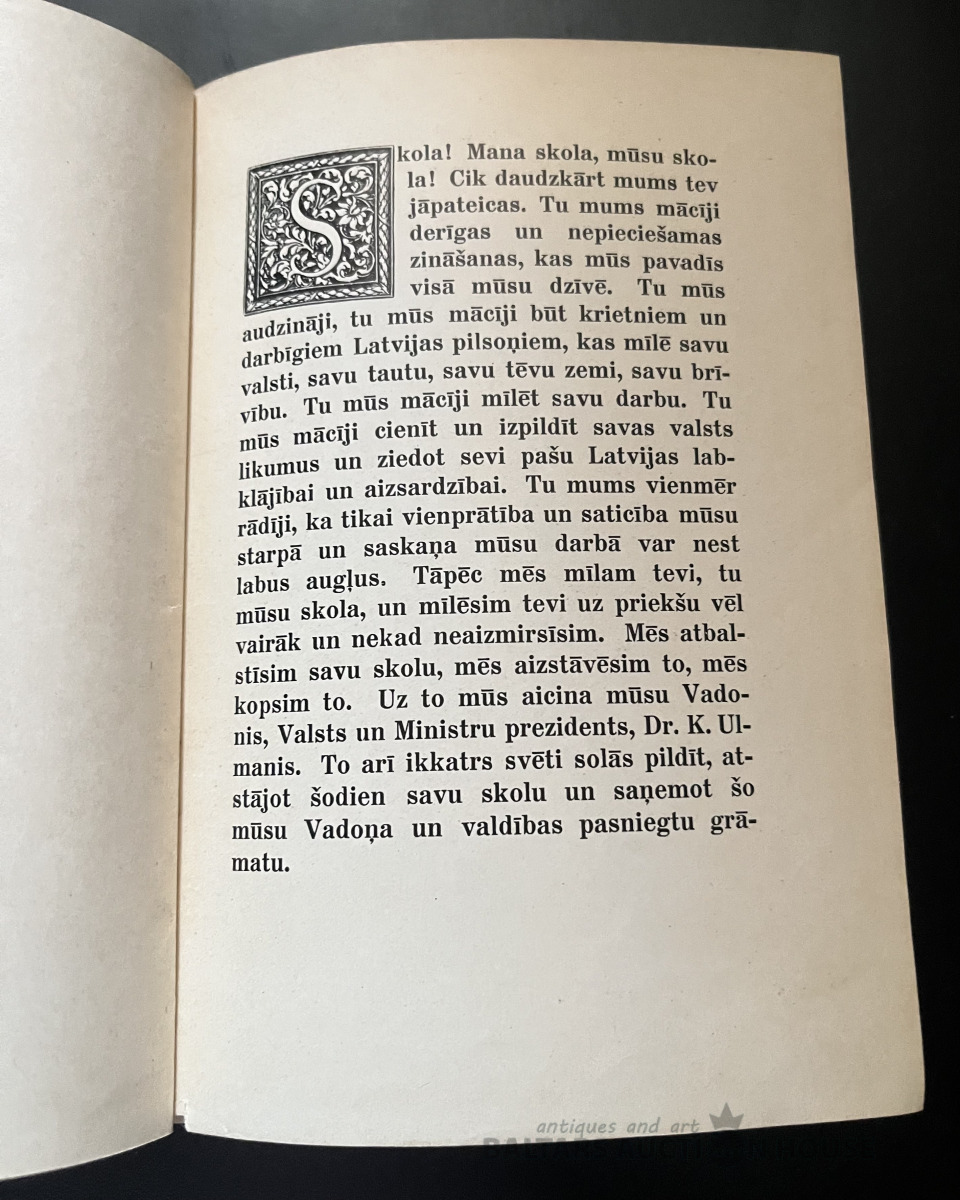 Skola! Mana skola, mūsu sko-
la! Cik daudzkārt mums tev
jāpateicas. Tu mums mācīji
derīgas un nepieciešamas
zināšanas, kas mūs pavadīs
visā mūsu dzīvē. Tu mūs
audzināji, tu mūs mācīji būt krietniem un
darbīgiem Latvijas pilsoņiem, kas mīlē savu
valsti, savu tautu, savu tēvu zemi, savu brī-
vību. Tu mūs mācīji mīlēt savu darbu. Tu
mūs mācīji cienīt un izpildīt savas valsts
likumus un ziedot sevi pašu Latvijas lab-
klājībai un aizsardzībai. Tu mums vienmēr
rādīji, ka tikai vienprātība un saticība mūsu
starpā un saskaņa mūsu darbā var nest
labus augļus. Tāpēc mēs mīlam tevi, tu
mūsu skola, un mīlēsim tevi uz priekšu vēl
vairāk un nekad neaizmirsīsim. Mēs atbal-
stīsim savu skolu, mēs aizstāvēsim to, mēs
kopsim to. Uz to mūs aicina mūsu Vado-
nis, Valsts un Ministru prezidents, Dr. K. Ul-
manis. To arī ikkatrs svēti solās pildīt, at-
stājot šodien savu skolu un saņemot šo
mūsu Vadoņa un valdības pasniegtu grā-
matu.
antiques and art